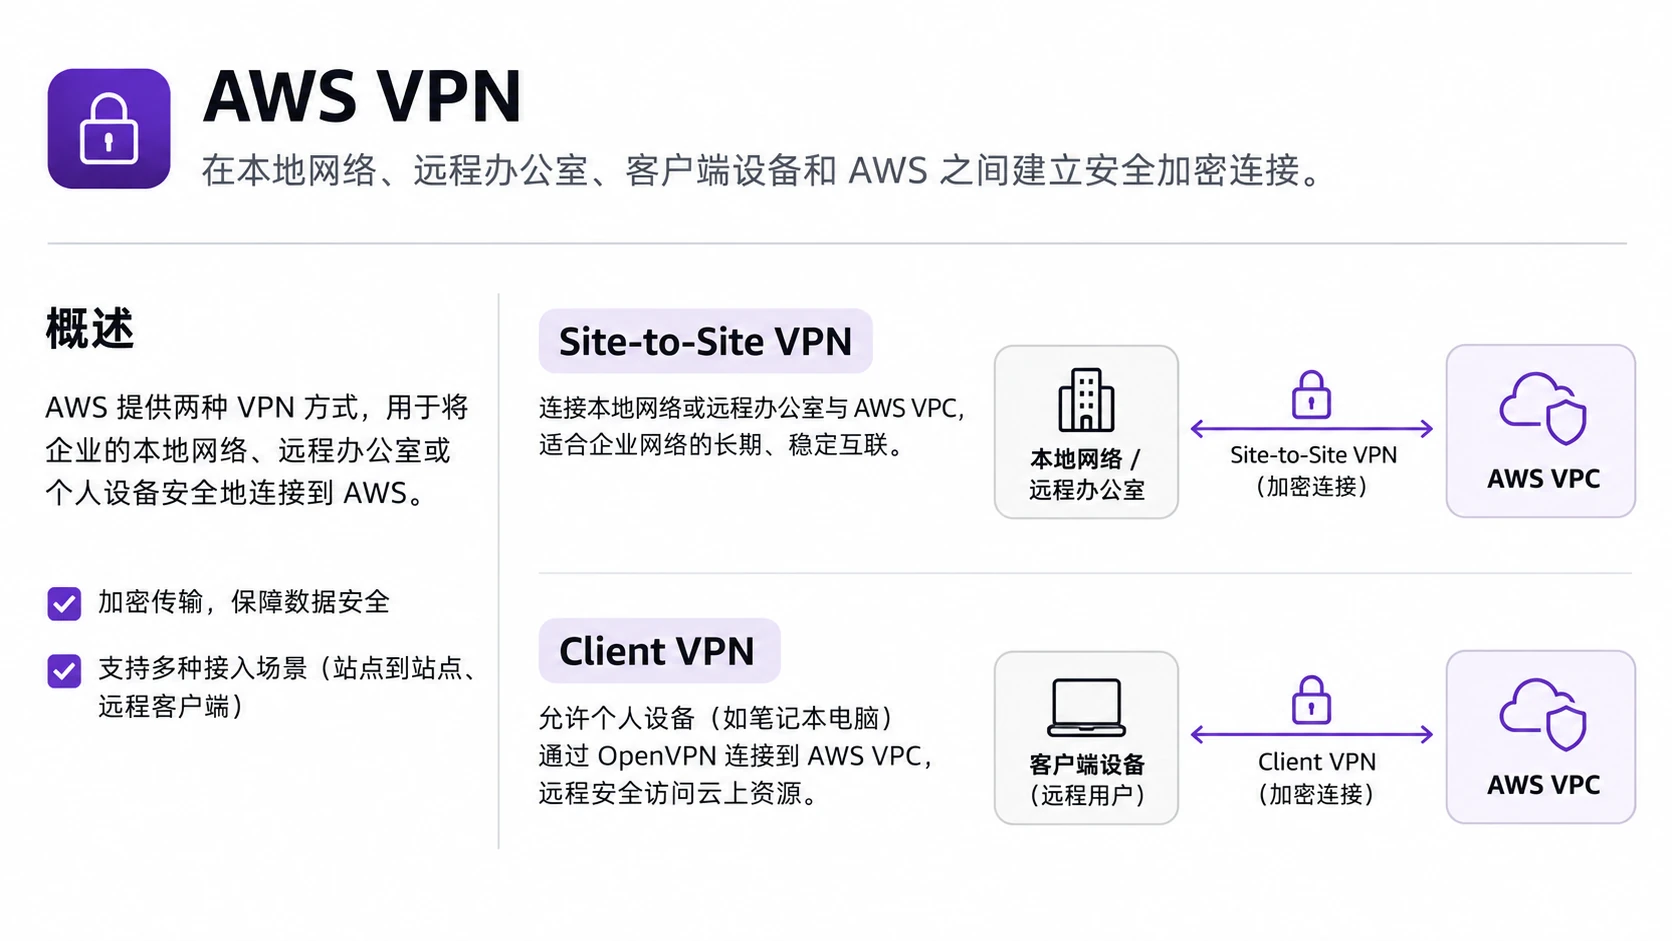 AWS VPN
在本地网络、远程办公室、客户端设备和 AWS 之间建立安全加密连接。
概述
AWS 提供两种 VPN 方式，用于将
企业的本地网络、远程办公室或
个人设备安全地连接到 AWS。
加密传输，保障数据安全
支持多种接入场景（站点到站点、
远程客户端）
Site-to-Site VPN
连接本地网络或远程办公室与 AWS VPC，
适合企业网络的长期、稳定互联。
本地网络 /
远程办公室
Site-to-Site VPN
（加密连接）
AWS VPC
Client VPN
允许个人设备（如笔记本电脑）
通过 OpenVPN 连接到 AWS VPC，
远程安全访问云上资源。
客户端设备
（远程用户）
Client VPN
（加密连接）
AWS VPC